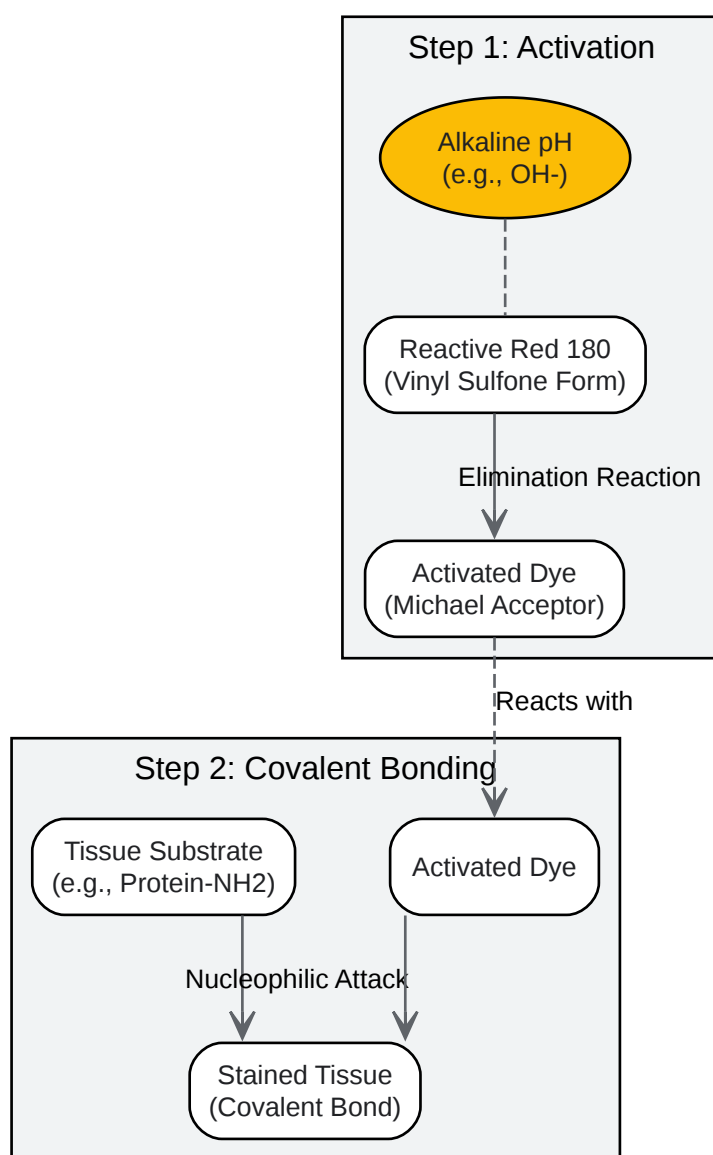 Step 1: Activation
Alkaline pH
(e.g., OH-)
Reactive Red 180
(Vinyl Sulfone Form)
Elimination Reaction
Activated Dye
(Michael Acceptor)
Reacts with
Step 2: Covalent Bonding
Tissue Substrate
(e.g., Protein-NH2)
Activated Dye
Nucleophilic Attack
Stained Tissue
(Covalent Bond)